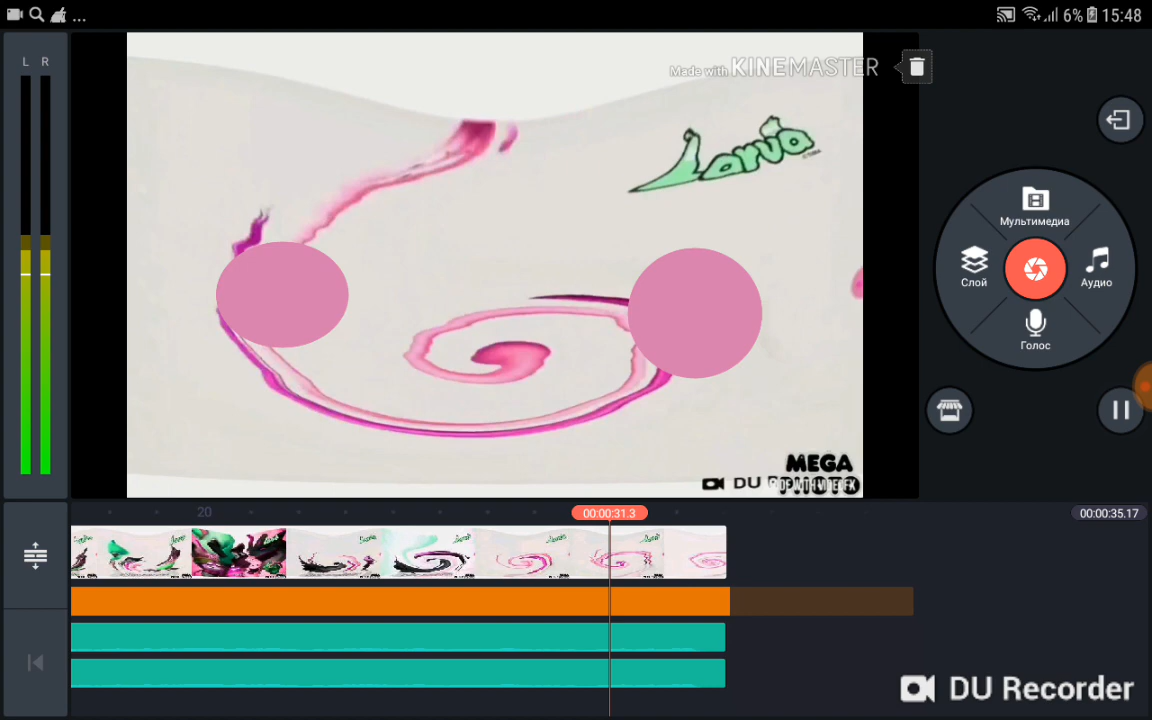 ... 6% 15:48
L R
Made with KINEMASTER
Larva
Мультимедиа
Слой
Аудио
Голос
MEGA
DU
PHOTO
20
00:00:31.3
00:00:35.17
DU Recorder